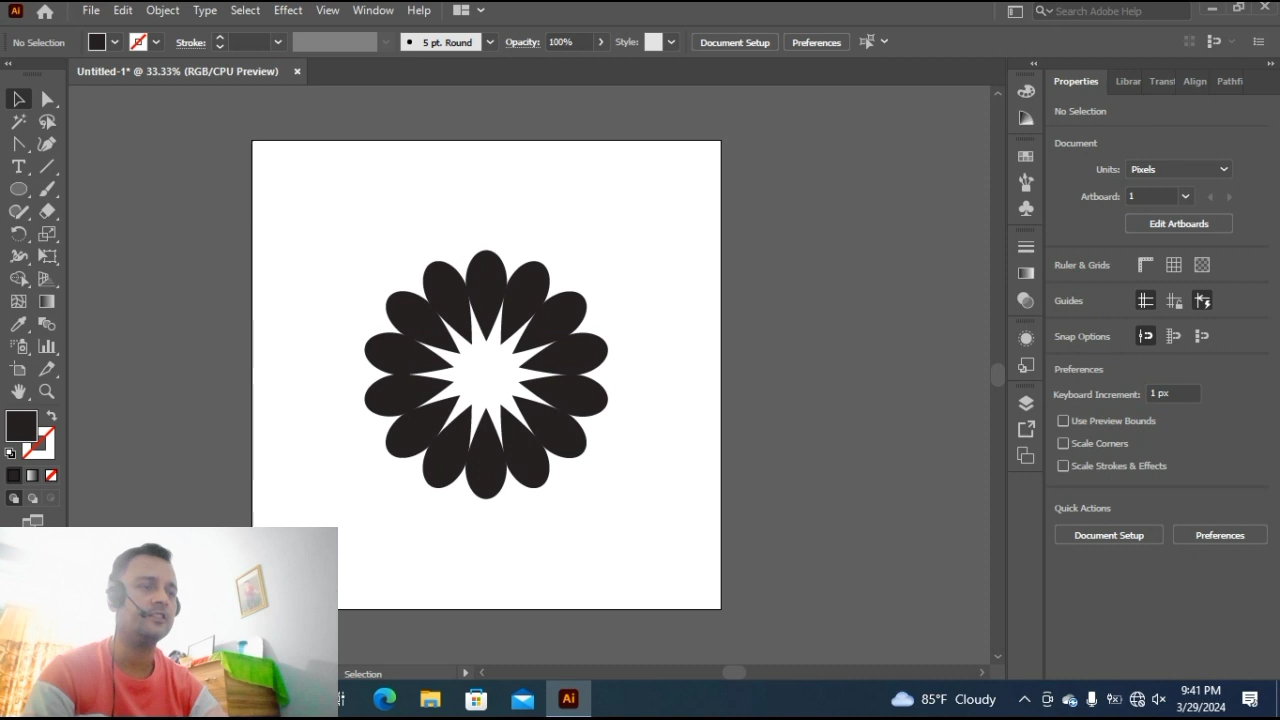 Ai File Edit Object Type Select Effect View Window Help Search Adobe Help
No Selection Stroke: 5 pt. Round Opacity: 100% Style: Document Setup Preferences
Untitled-1* @ 33.33% (RGB/CPU Preview) ×
Properties Librar Transf Align Pathfi
No Selection
Document
Units: Pixels
Artboard: 1
Edit Artboards
Ruler & Grids
Guides
Snap Options
Preferences
Keyboard Increment: 1 px
Use Preview Bounds
Scale Corners
Scale Strokes & Effects
Quick Actions
Document Setup Preferences
Selection
Ai 85°F Cloudy 9:41 PM
3/29/2024